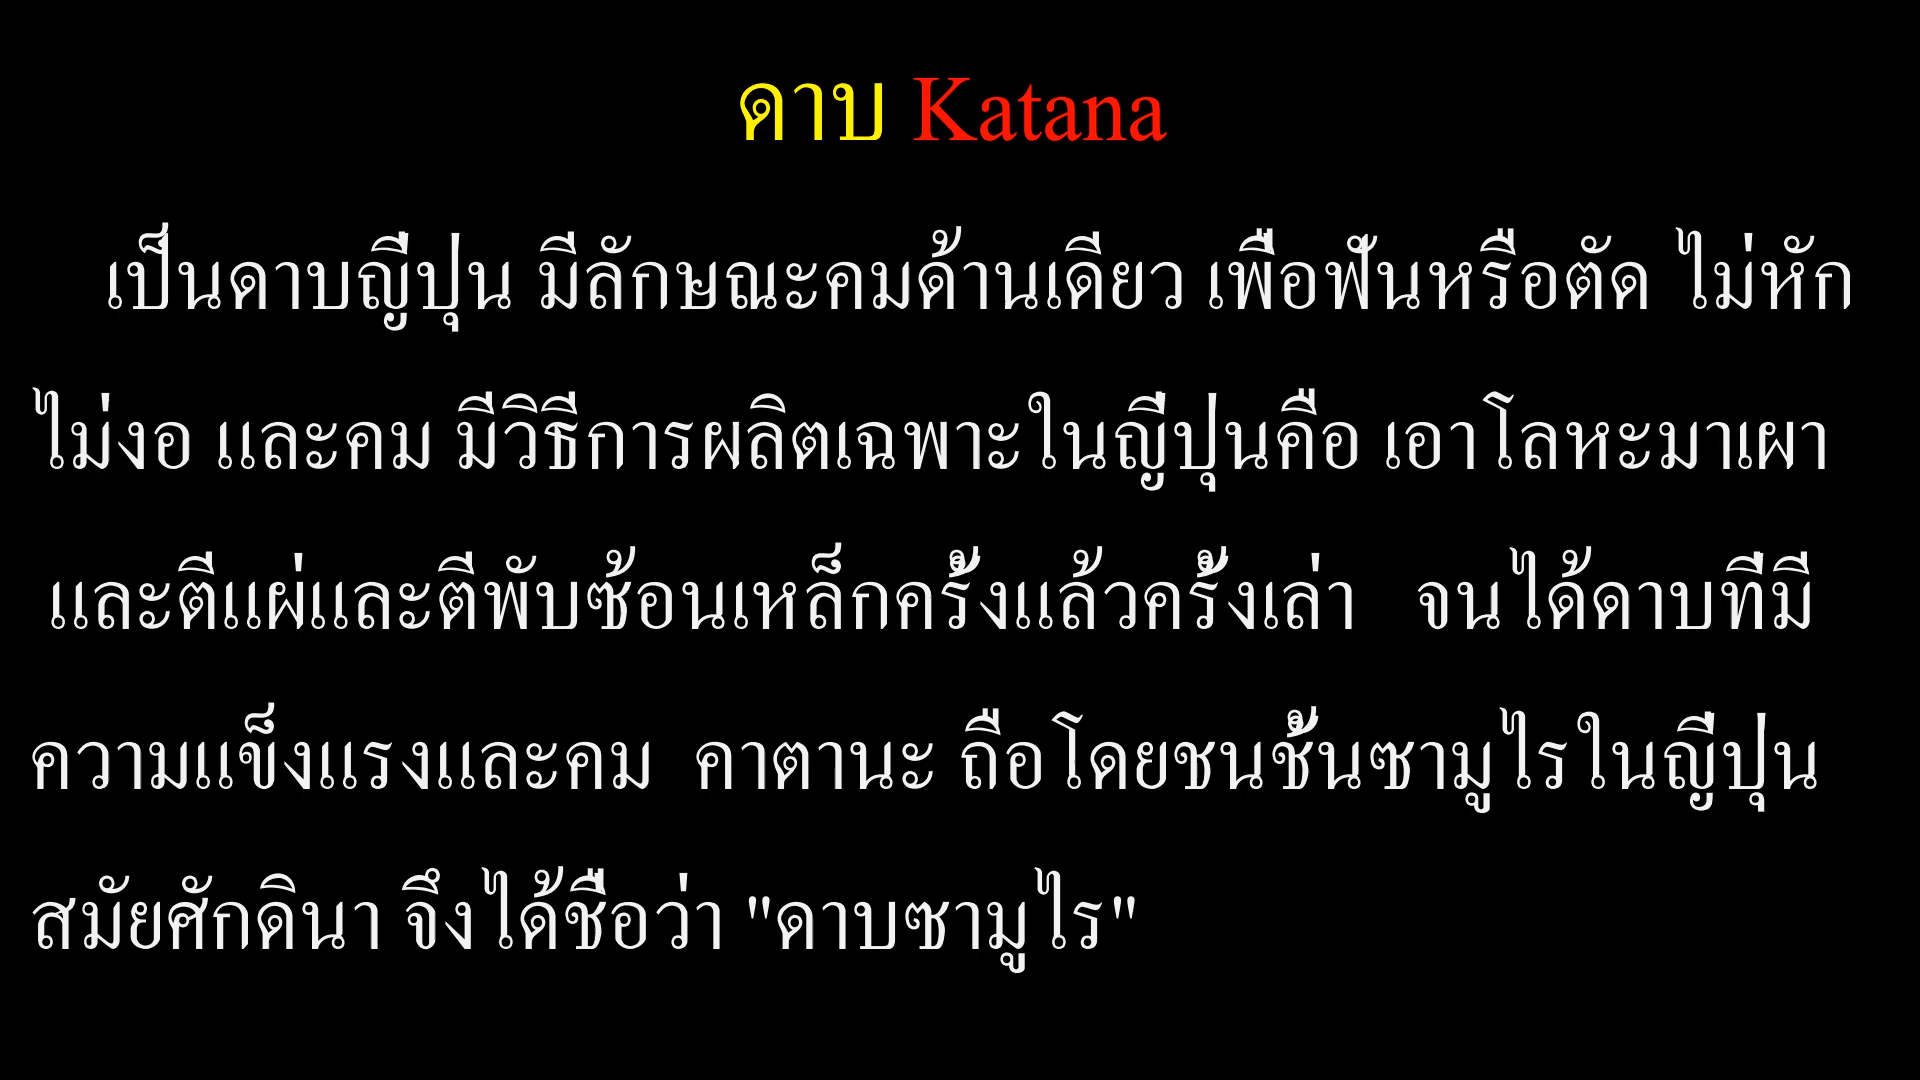 ดาบ Katana
เป็นดาบญี่ปุ่น มีลักษณะคมด้านเดียว เพื่อฟันหรือตัด ไม่หัก
ไม่งอ และคม มีวิธีการผลิตเฉพาะในญี่ปุ่นคือ เอาโลหะมาเผา
และตีแผ่และตีพับซ้อนเหล็กครั้งแล้วครั้งเล่า จนได้ดาบที่มี
ความแข็งแรงและคม คาตานะ ถือโดยชนชั้นซามูไรในญี่ปุ่น
สมัยศักดินา จึงได้ชื่อว่า "ดาบซามูไร"